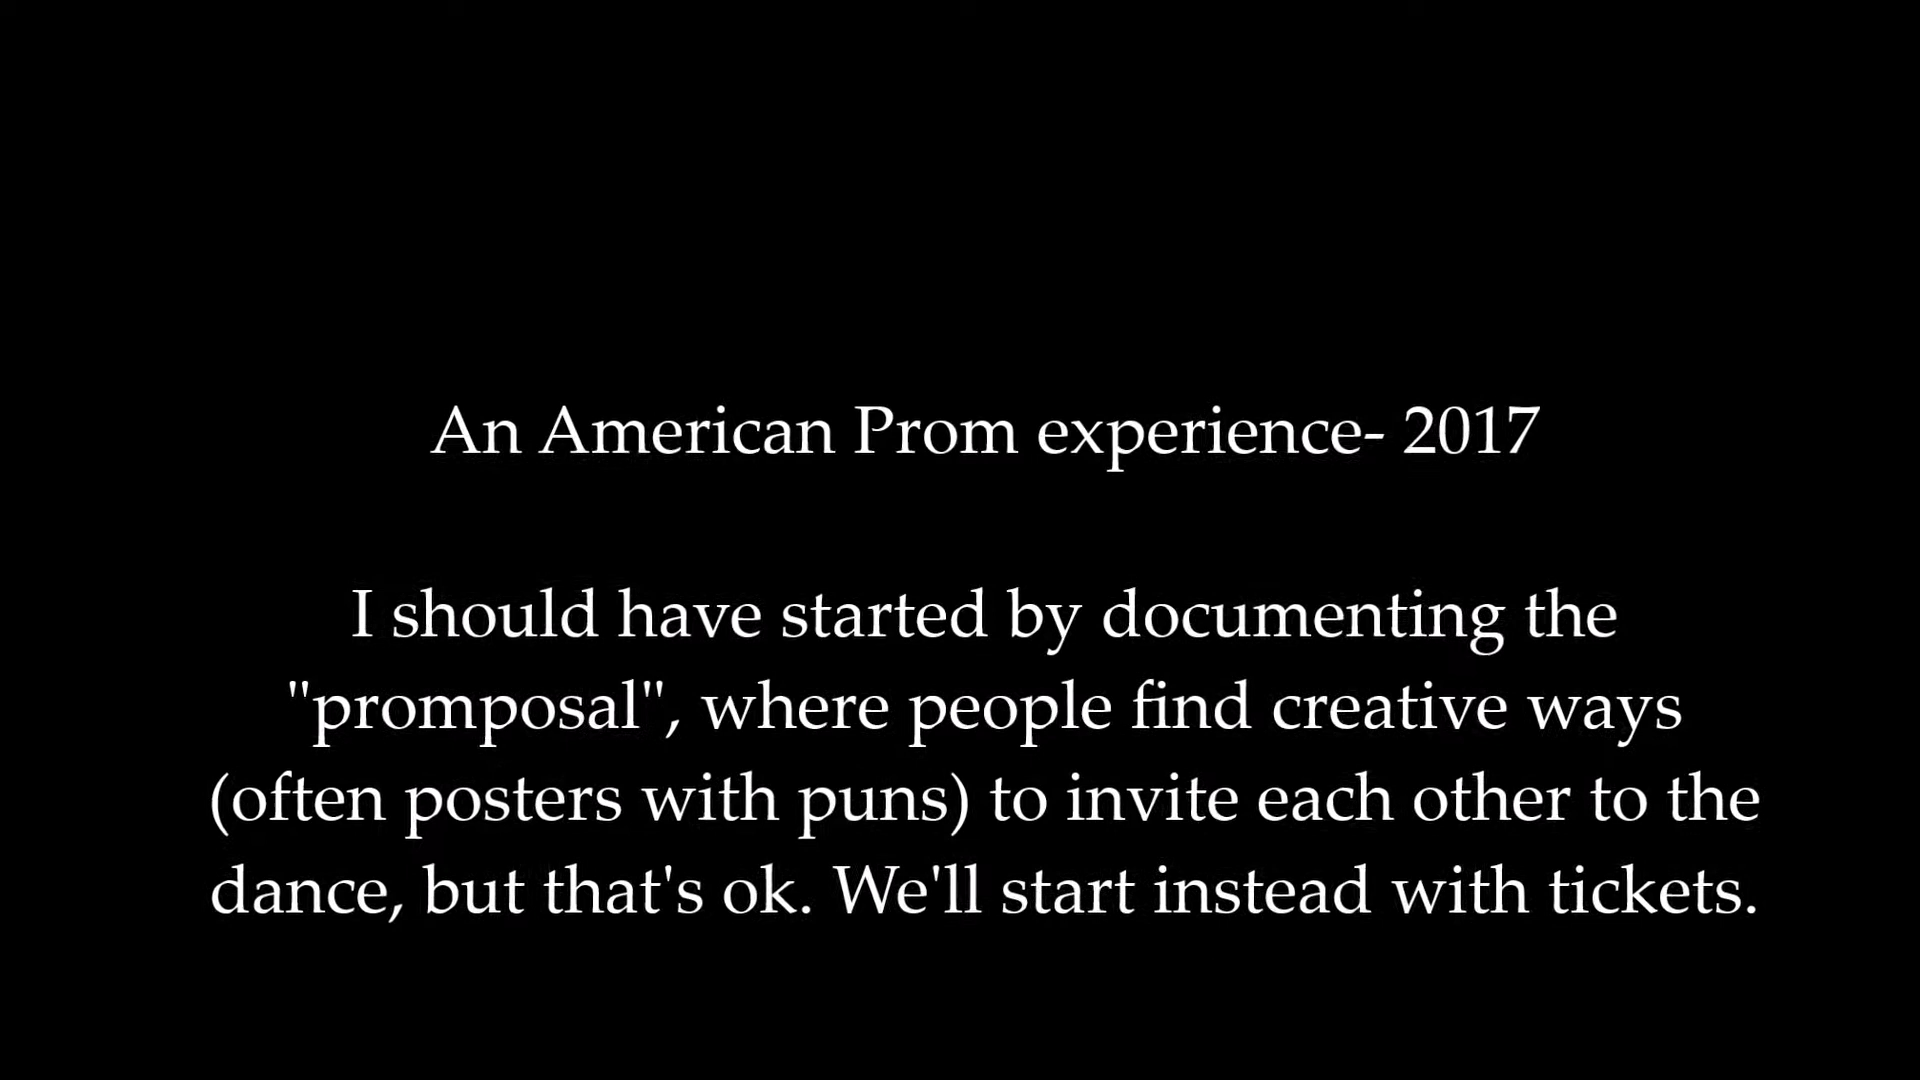 An American Prom experience- 2017
I should have started by documenting the
"promposal", where people find creative ways
(often posters with puns) to invite each other to the
dance, but that's ok. We'll start instead with tickets.